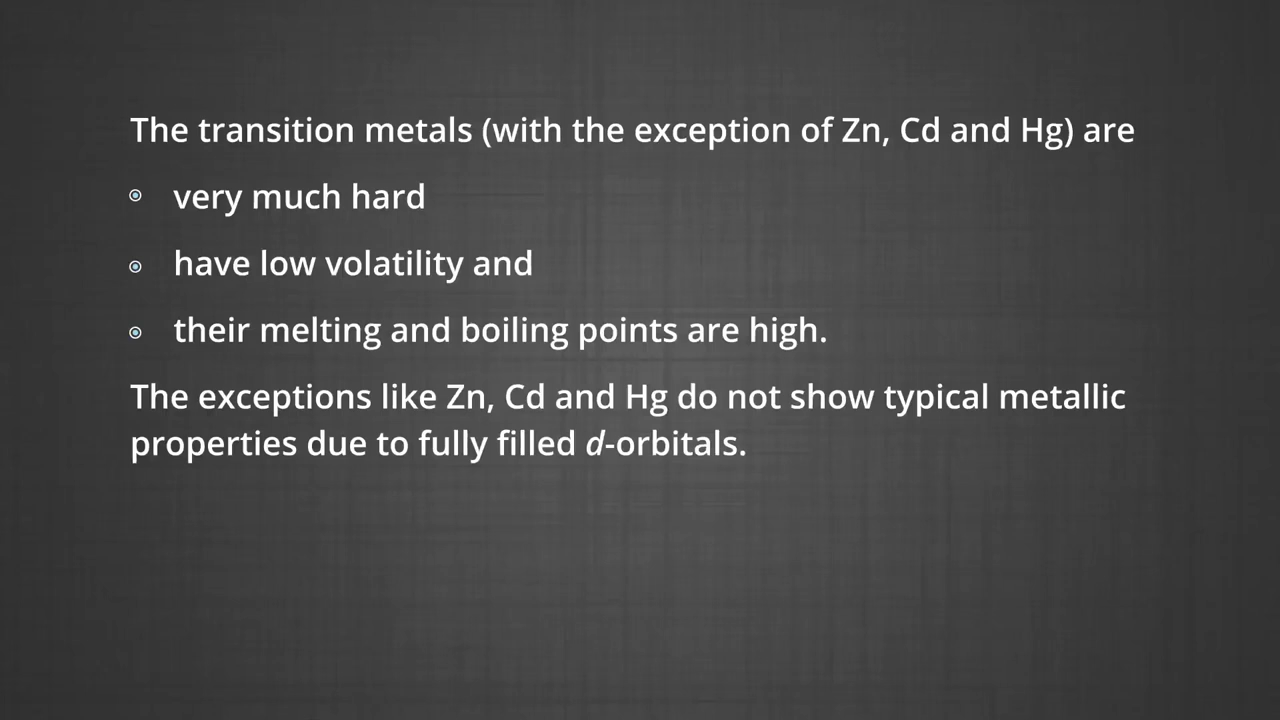 The transition metals (with the exception of Zn, Cd and Hg) are
very much hard
have low volatility and
their melting and boiling points are high.
The exceptions like Zn, Cd and Hg do not show typical metallic
properties due to fully filled d-orbitals.